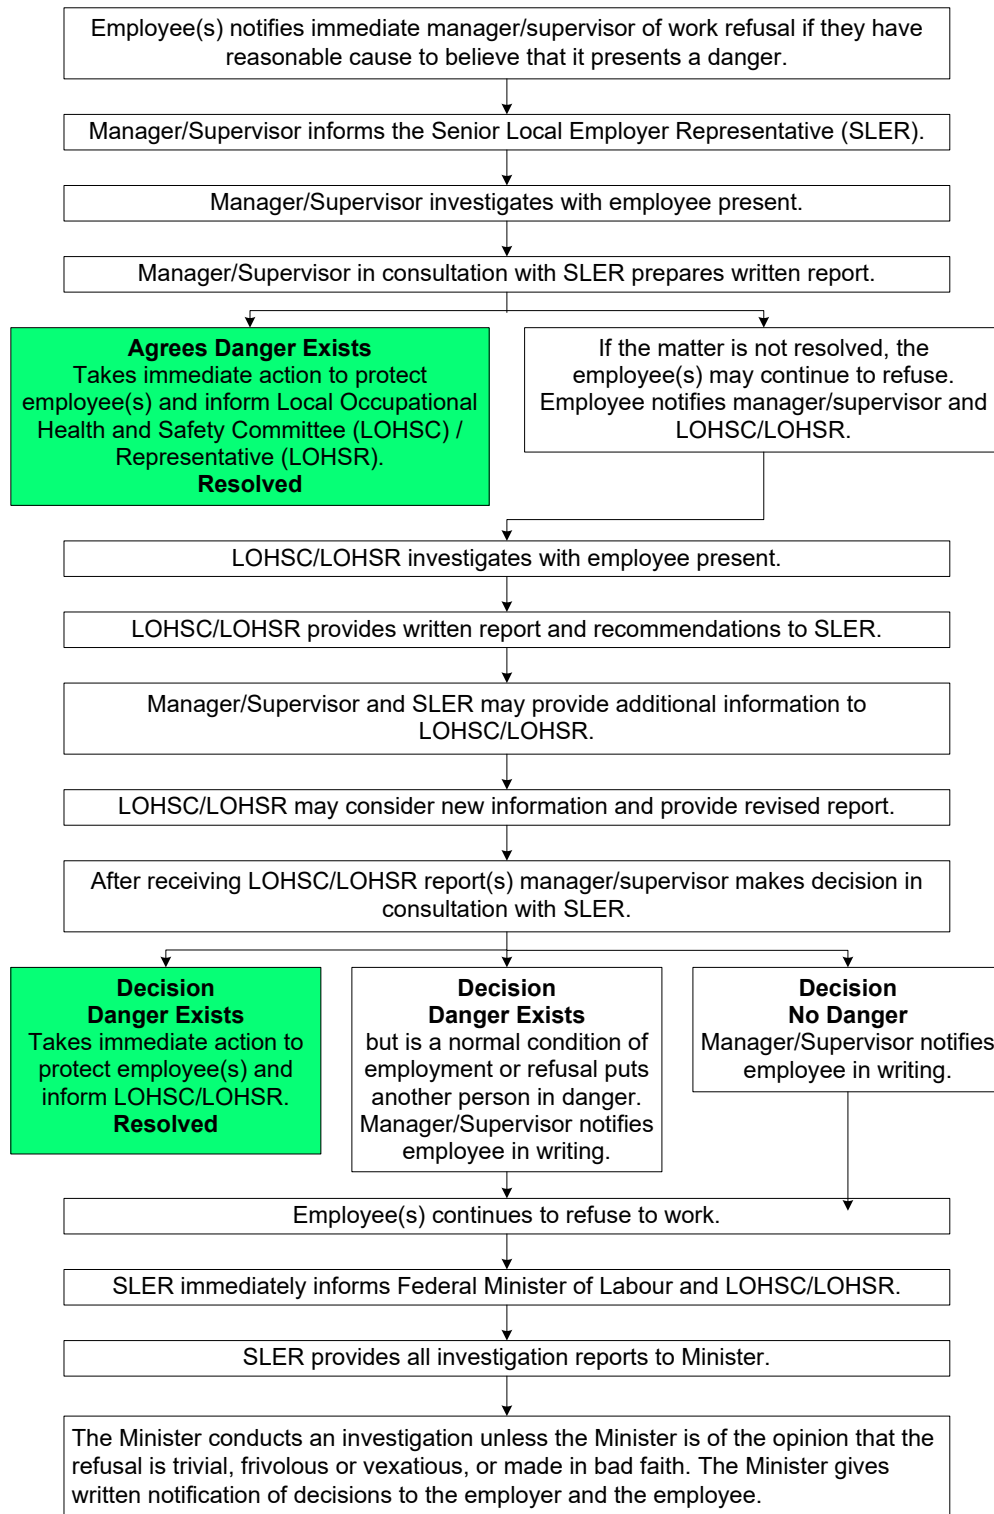 Employee(s) notifies immediate manager/supervisor of work refusal if they have
reasonable cause to believe that it presents a danger.
Manager/Supervisor informs the Senior Local Employer Representative (SLER).
Manager/Supervisor investigates with employee present.
Manager/Supervisor in consultation with SLER prepares written report.
Agrees Danger Exists
Takes immediate action to protect
employee(s) and inform Local Occupational
Health and Safety Committee (LOHSC) /
Representative (LOHSR).
Resolved
If the matter is not resolved, the
employee(s) may continue to refuse.
Employee notifies manager/supervisor and
LOHSC/LOHSR.
LOHSC/LOHSR investigates with employee present.
LOHSC/LOHSR provides written report and recommendations to SLER.
Manager/Supervisor and SLER may provide additional information to
LOHSC/LOHSR.
LOHSC/LOHSR may consider new information and provide revised report.
After receiving LOHSC/LOHSR report(s) manager/supervisor makes decision in
consultation with SLER.
Decision
Danger Exists
Takes immediate action to
protect employee(s) and
inform LOHSC/LOHSR.
Resolved
Decision
Danger Exists
but is a normal condition of
employment or refusal puts
another person in danger.
Manager/Supervisor notifies
employee in writing.
Decision
No Danger
Manager/Supervisor notifies
employee in writing.
Employee(s) continues to refuse to work.
SLER immediately informs Federal Minister of Labour and LOHSC/LOHSR.
SLER provides all investigation reports to Minister.
The Minister conducts an investigation unless the Minister is of the opinion that the
refusal is trivial, frivolous or vexatious, or made in bad faith. The Minister gives
written notification of decisions to the employer and the employee.